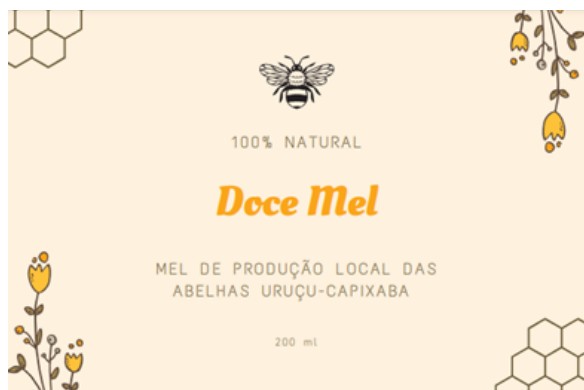 100% NATURAL
Doce Mel
MEL DE PRODUÇÃO LOCAL DAS
ABELHAS URUÇU-CAPIXABA
200 ml